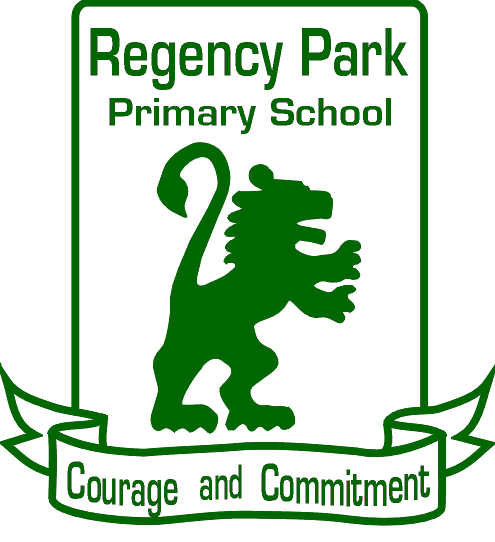 Regency Park
Primary School
Courage and Commitment